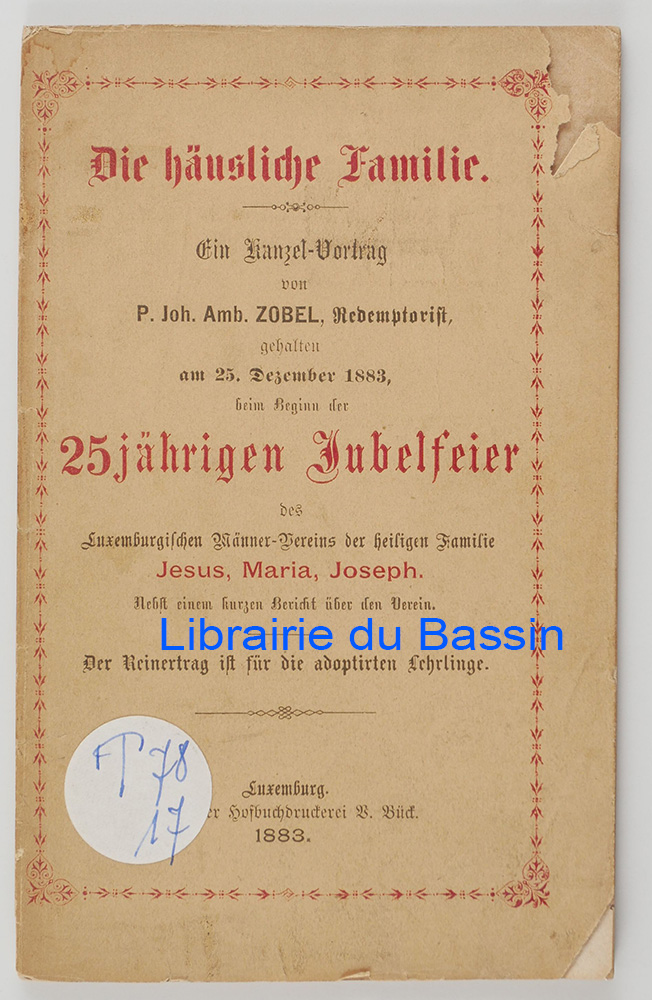 Die häusliche Familie.
Ein Kanzel-Vortrag
von
P. Joh. Amb. ZOBEL, Redemptorist,
gehalten
am 25. Dezember 1883,
beim Beginn der
25jährigen Jubelfeier
des
Luxemburgischen Männer-Vereins der heiligen Familie
Jesus, Maria, Joseph.
Nebst einem kurzen Bericht über den Verein.
Librairie du Bassin
Der Reinertrag ist für die adoptirten Lehrlinge.
FT 78
17
Luxemburg.
er Hofbuchdruckerei V. Bück.
1883.